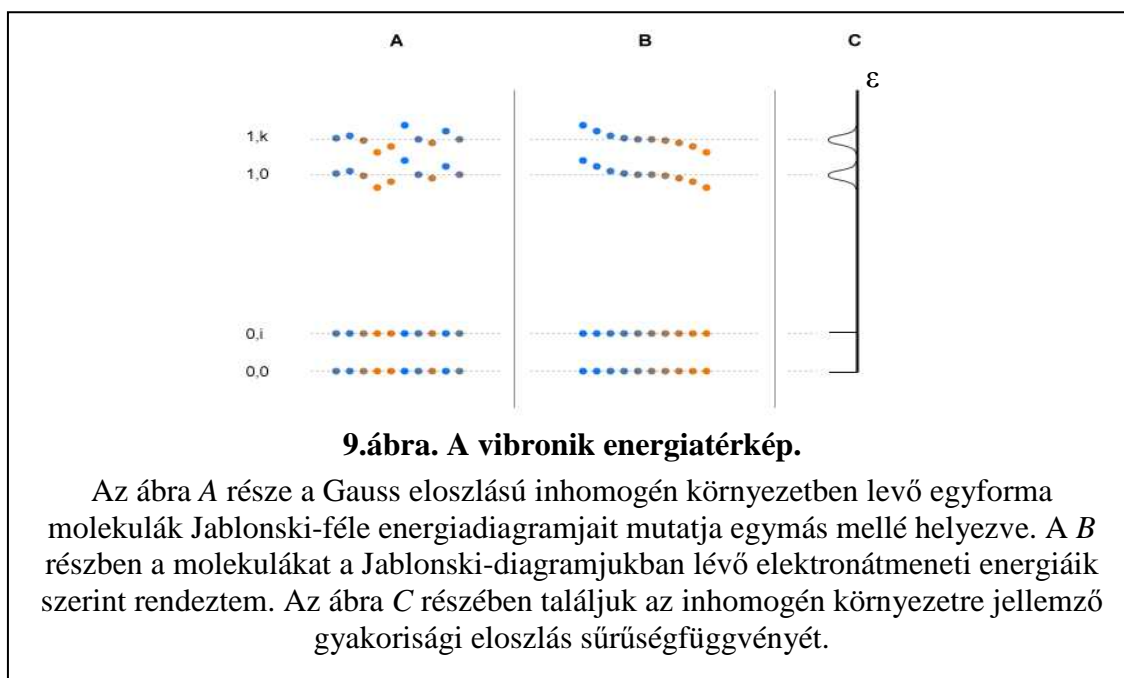 A B C
ε
1,k
1,0
0,i
0,0
9.ábra. A vibronik energiatérkép.
Az ábra A része a Gauss eloszlású inhomogén környezetben levő egyforma
molekulák Jablonski-féle energiadiagramjait mutatja egymás mellé helyezve. A B
részben a molekulákat a Jablonski-diagramjukban lévő elektronátmeneti energiáik
szerint rendeztem. Az ábra C részében találjuk az inhomogén környezetre jellemző
gyakorisági eloszlás sűrűségfüggvényét.